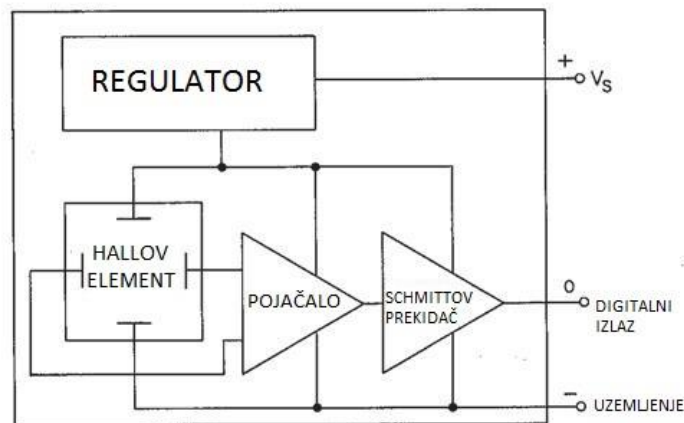 REGULATOR
+
VS
HALLOV
ELEMENT
POJAČALO
SCHMITTOV
PREKIDAČ
0
DIGITALNI
IZLAZ
−
UZEMLJENJE